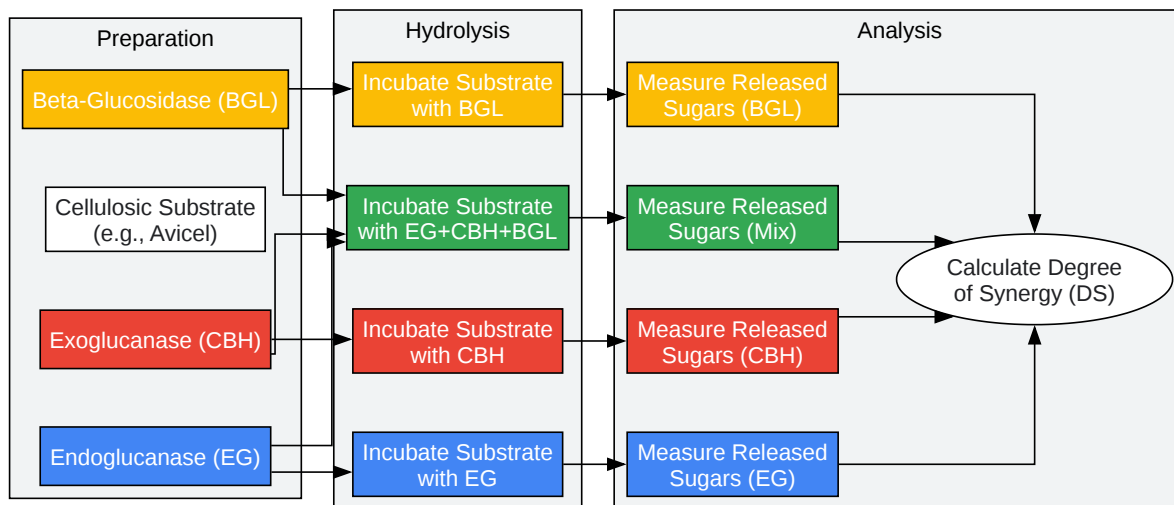 Preparation
Beta-Glucosidase (BGL)
Cellulosic Substrate
(e.g., Avicel)
Exoglucanase (CBH)
Endoglucanase (EG)
Hydrolysis
Incubate Substrate
with BGL
Incubate Substrate
with EG+CBH+BGL
Incubate Substrate
with CBH
Incubate Substrate
with EG
Analysis
Measure Released
Sugars (BGL)
Measure Released
Sugars (Mix)
Measure Released
Sugars (CBH)
Measure Released
Sugars (EG)
Calculate Degree
of Synergy (DS)